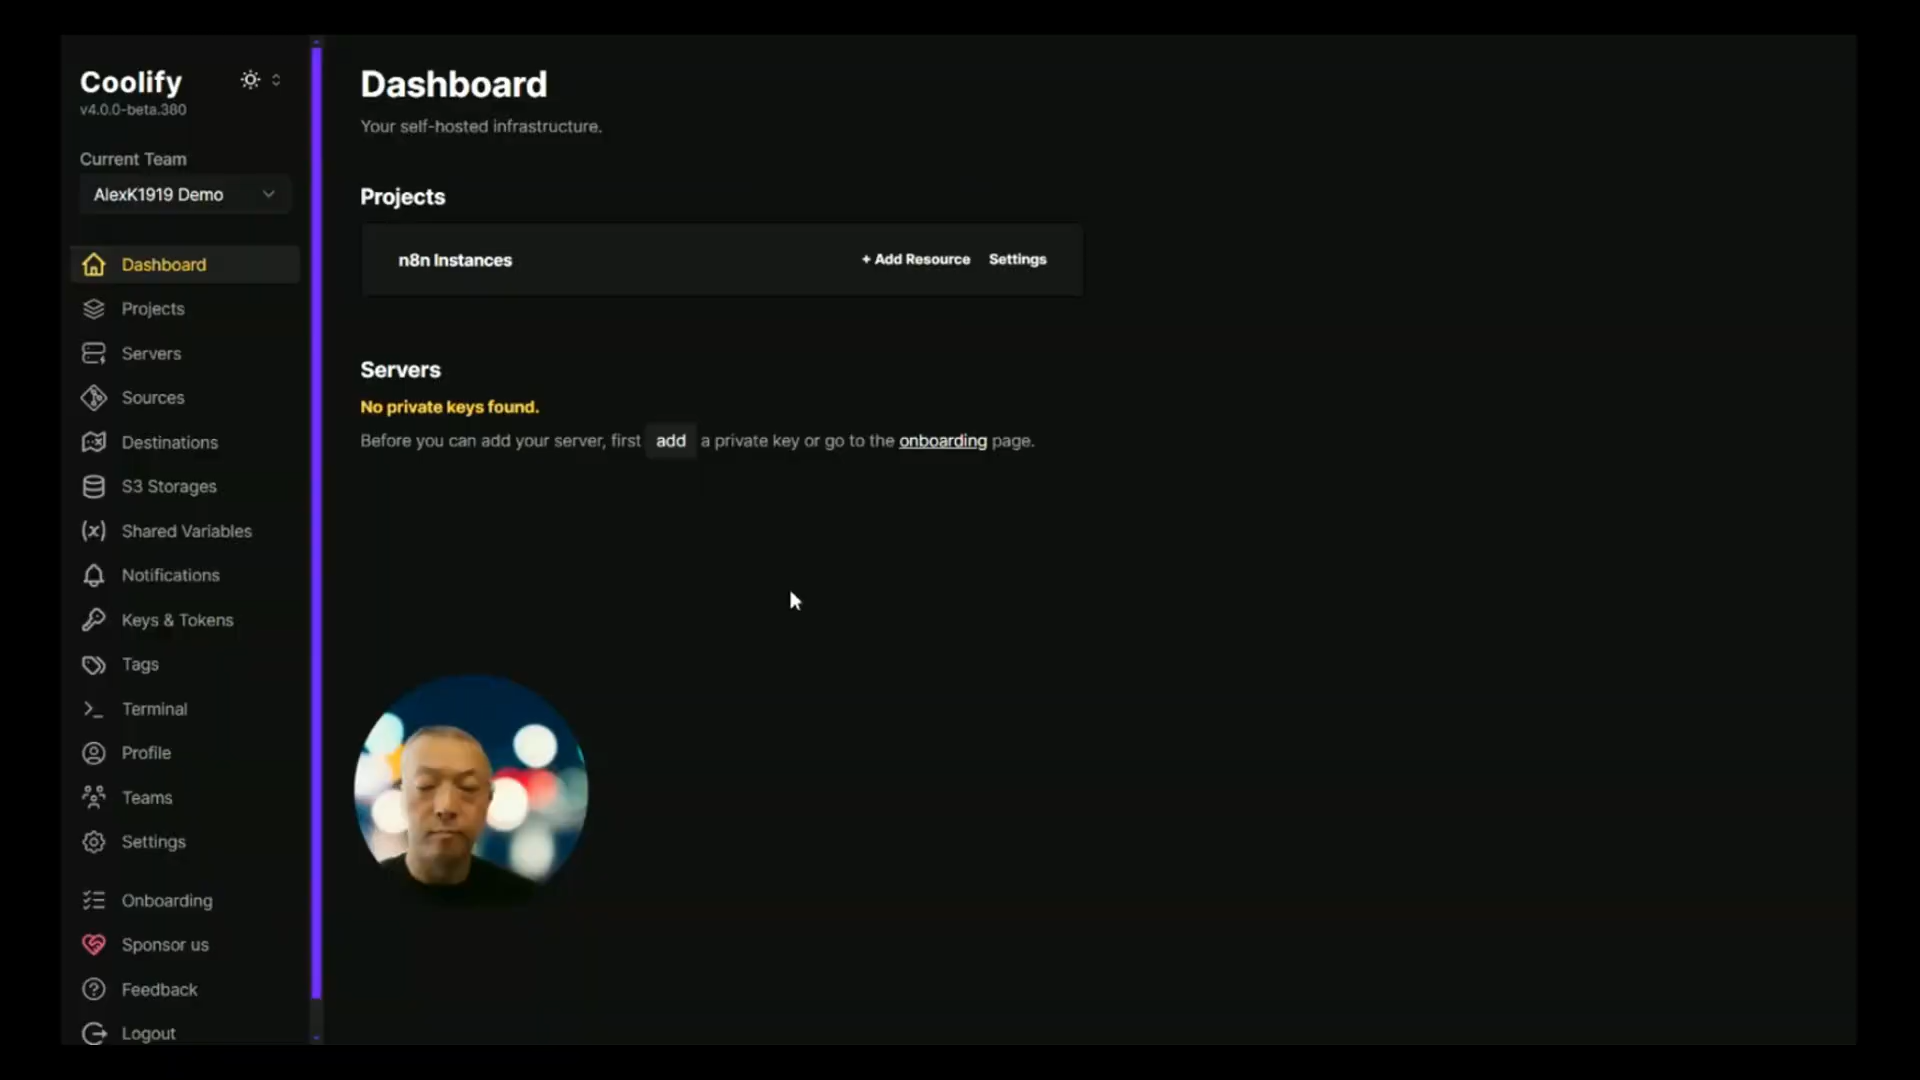 Coolify
v4.0.0-beta.380
Current Team
AlexK1919 Demo
Dashboard
Projects
Servers
Sources
Destinations
S3 Storages
Shared Variables
Notifications
Keys & Tokens
Tags
Terminal
Profile
Teams
Settings
Onboarding
Sponsor us
Feedback
Logout
Dashboard
Your self-hosted infrastructure.
Projects
n8n Instances + Add Resource Settings
Servers
No private keys found.
Before you can add your server, first add a private key or go to the onboarding page.